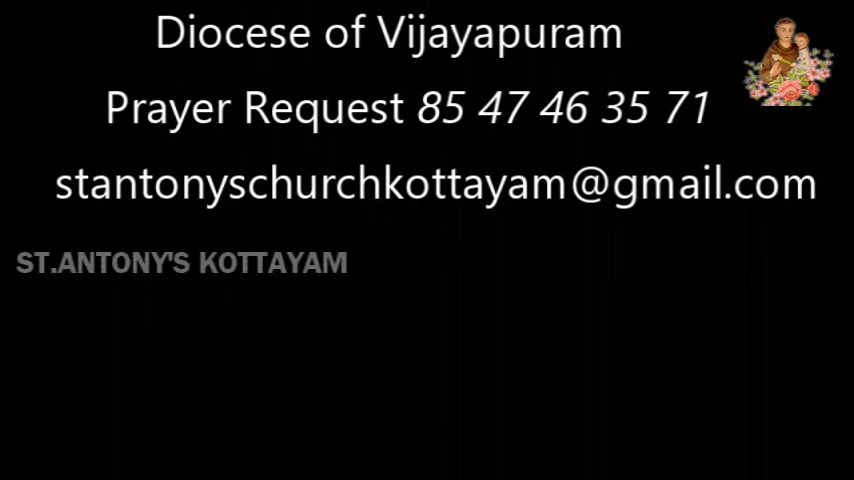 Diocese of Vijayapuram
Prayer Request 85 47 46 35 71
stantonyschurchkottayam@gmail.com
ST.ANTONY'S KOTTAYAM